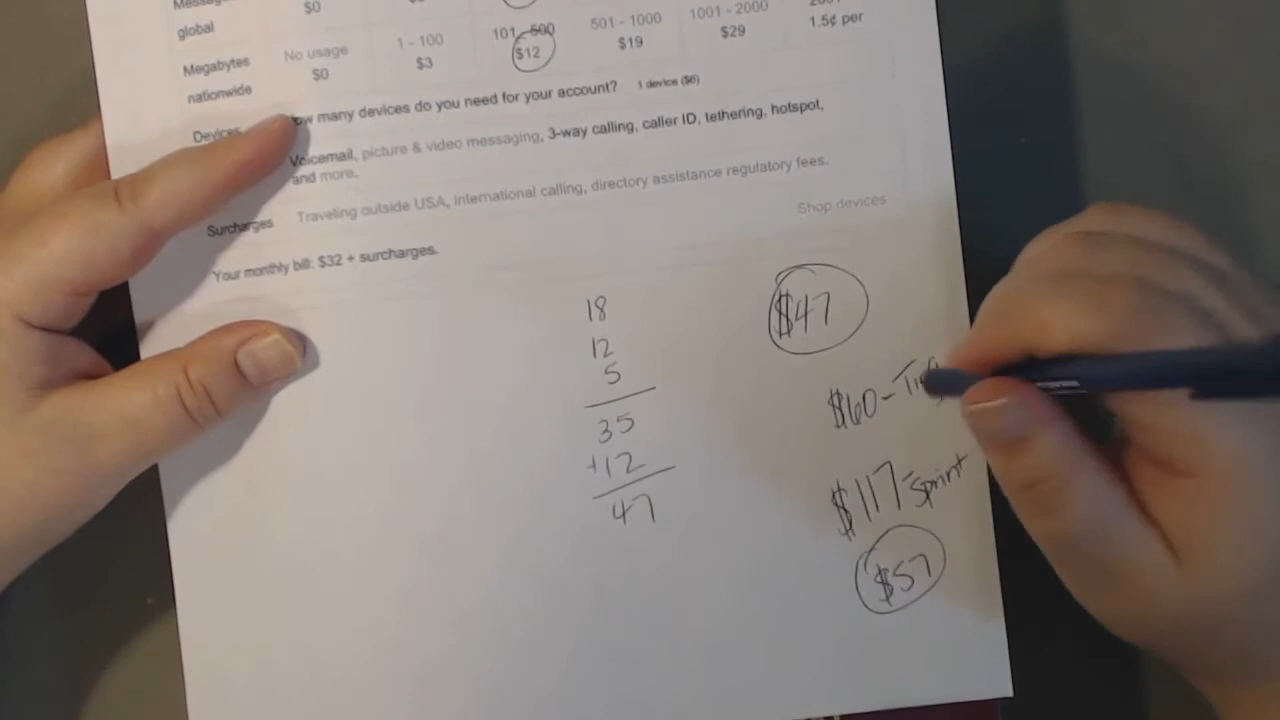 $0
global
Megabytes
nationwide
No usage
$0
1 - 100
$3
101 - 500
$12
501 - 1000
$19
1001 - 2000
$29
1.5¢ per
Devices
many devices do you need for your account? 1 device ($6)
Voicemail, picture & video messaging, 3-way calling, caller ID, tethering, hotspot,
and more.
Surcharges
Traveling outside USA, international calling, directory assistance regulatory fees.
Your monthly bill: $32 + surcharges.
Shop devices
18
12
5
35
+12
47
$47
$60 -
$117 - Sprint
$57